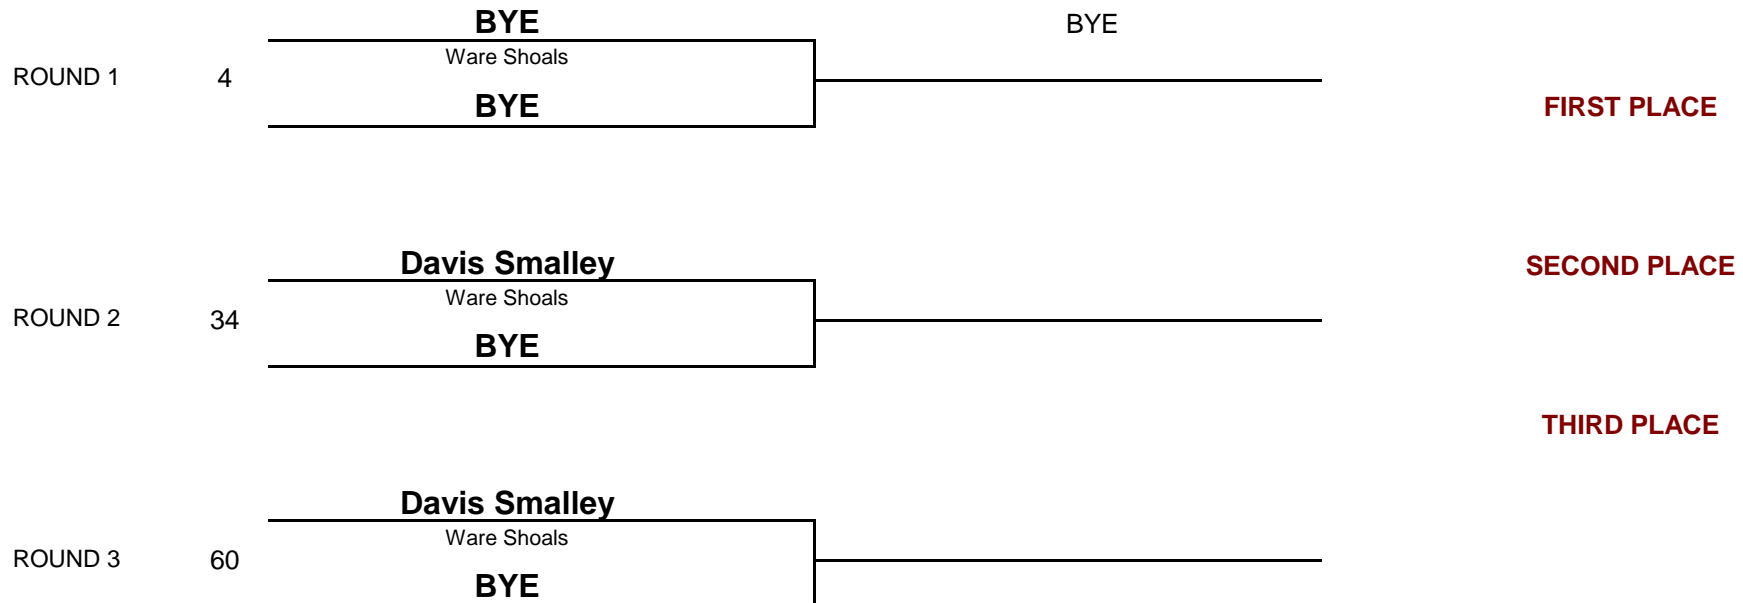 BYE
BYE
Ware Shoals
ROUND 1
4
BYE
FIRST PLACE
Davis Smalley
SECOND PLACE
Ware Shoals
ROUND 2
34
BYE
THIRD PLACE
Davis Smalley
Ware Shoals
ROUND 3
60
BYE